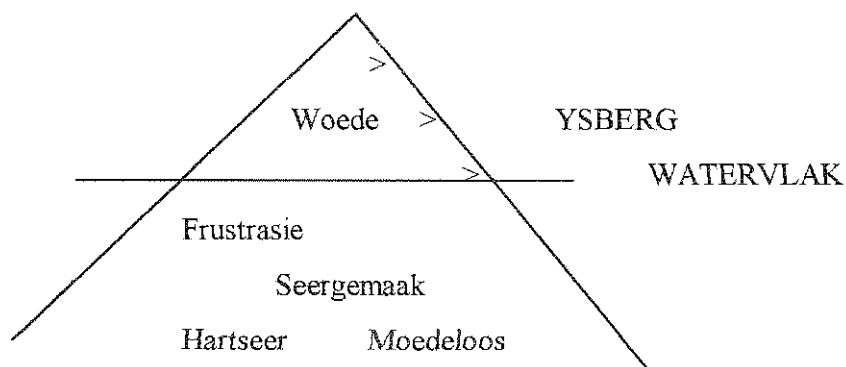 >
Woede > YSBERG
> WATERVLAK
Frustrasie
Seergemaak
Hartseer Moedeloos